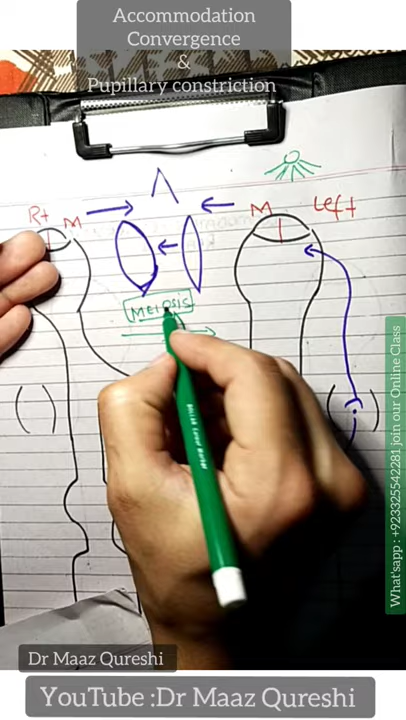 Accommodation
Convergence
&
Pupillary constriction
Rt M
M Left
MEIOSIS
What'sapp : +923325542281 join our Online Class
Dr Maaz Qureshi
YouTube :Dr Maaz Qureshi